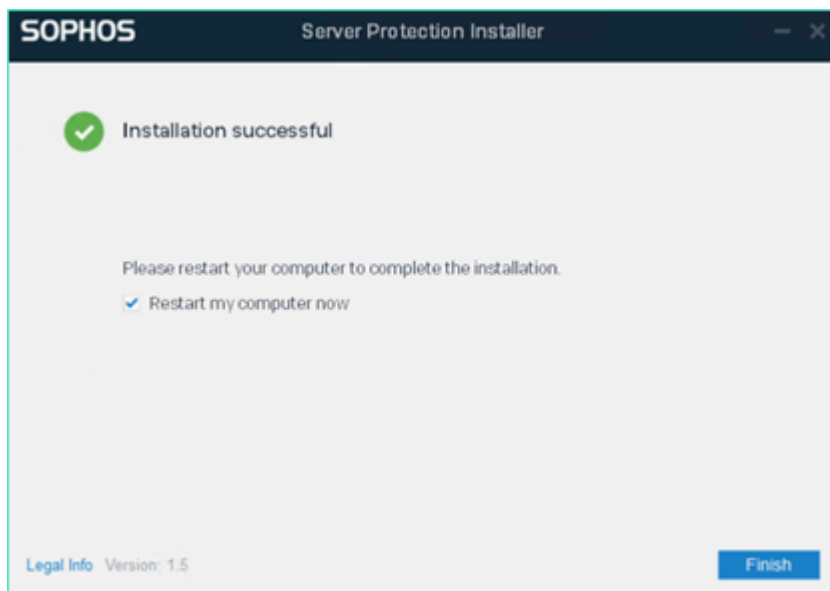 SOPHOS Server Protection Installer
Installation successful
Please restart your computer to complete the installation.
Restart my computer now
Legal Info Version: 1.5 Finish